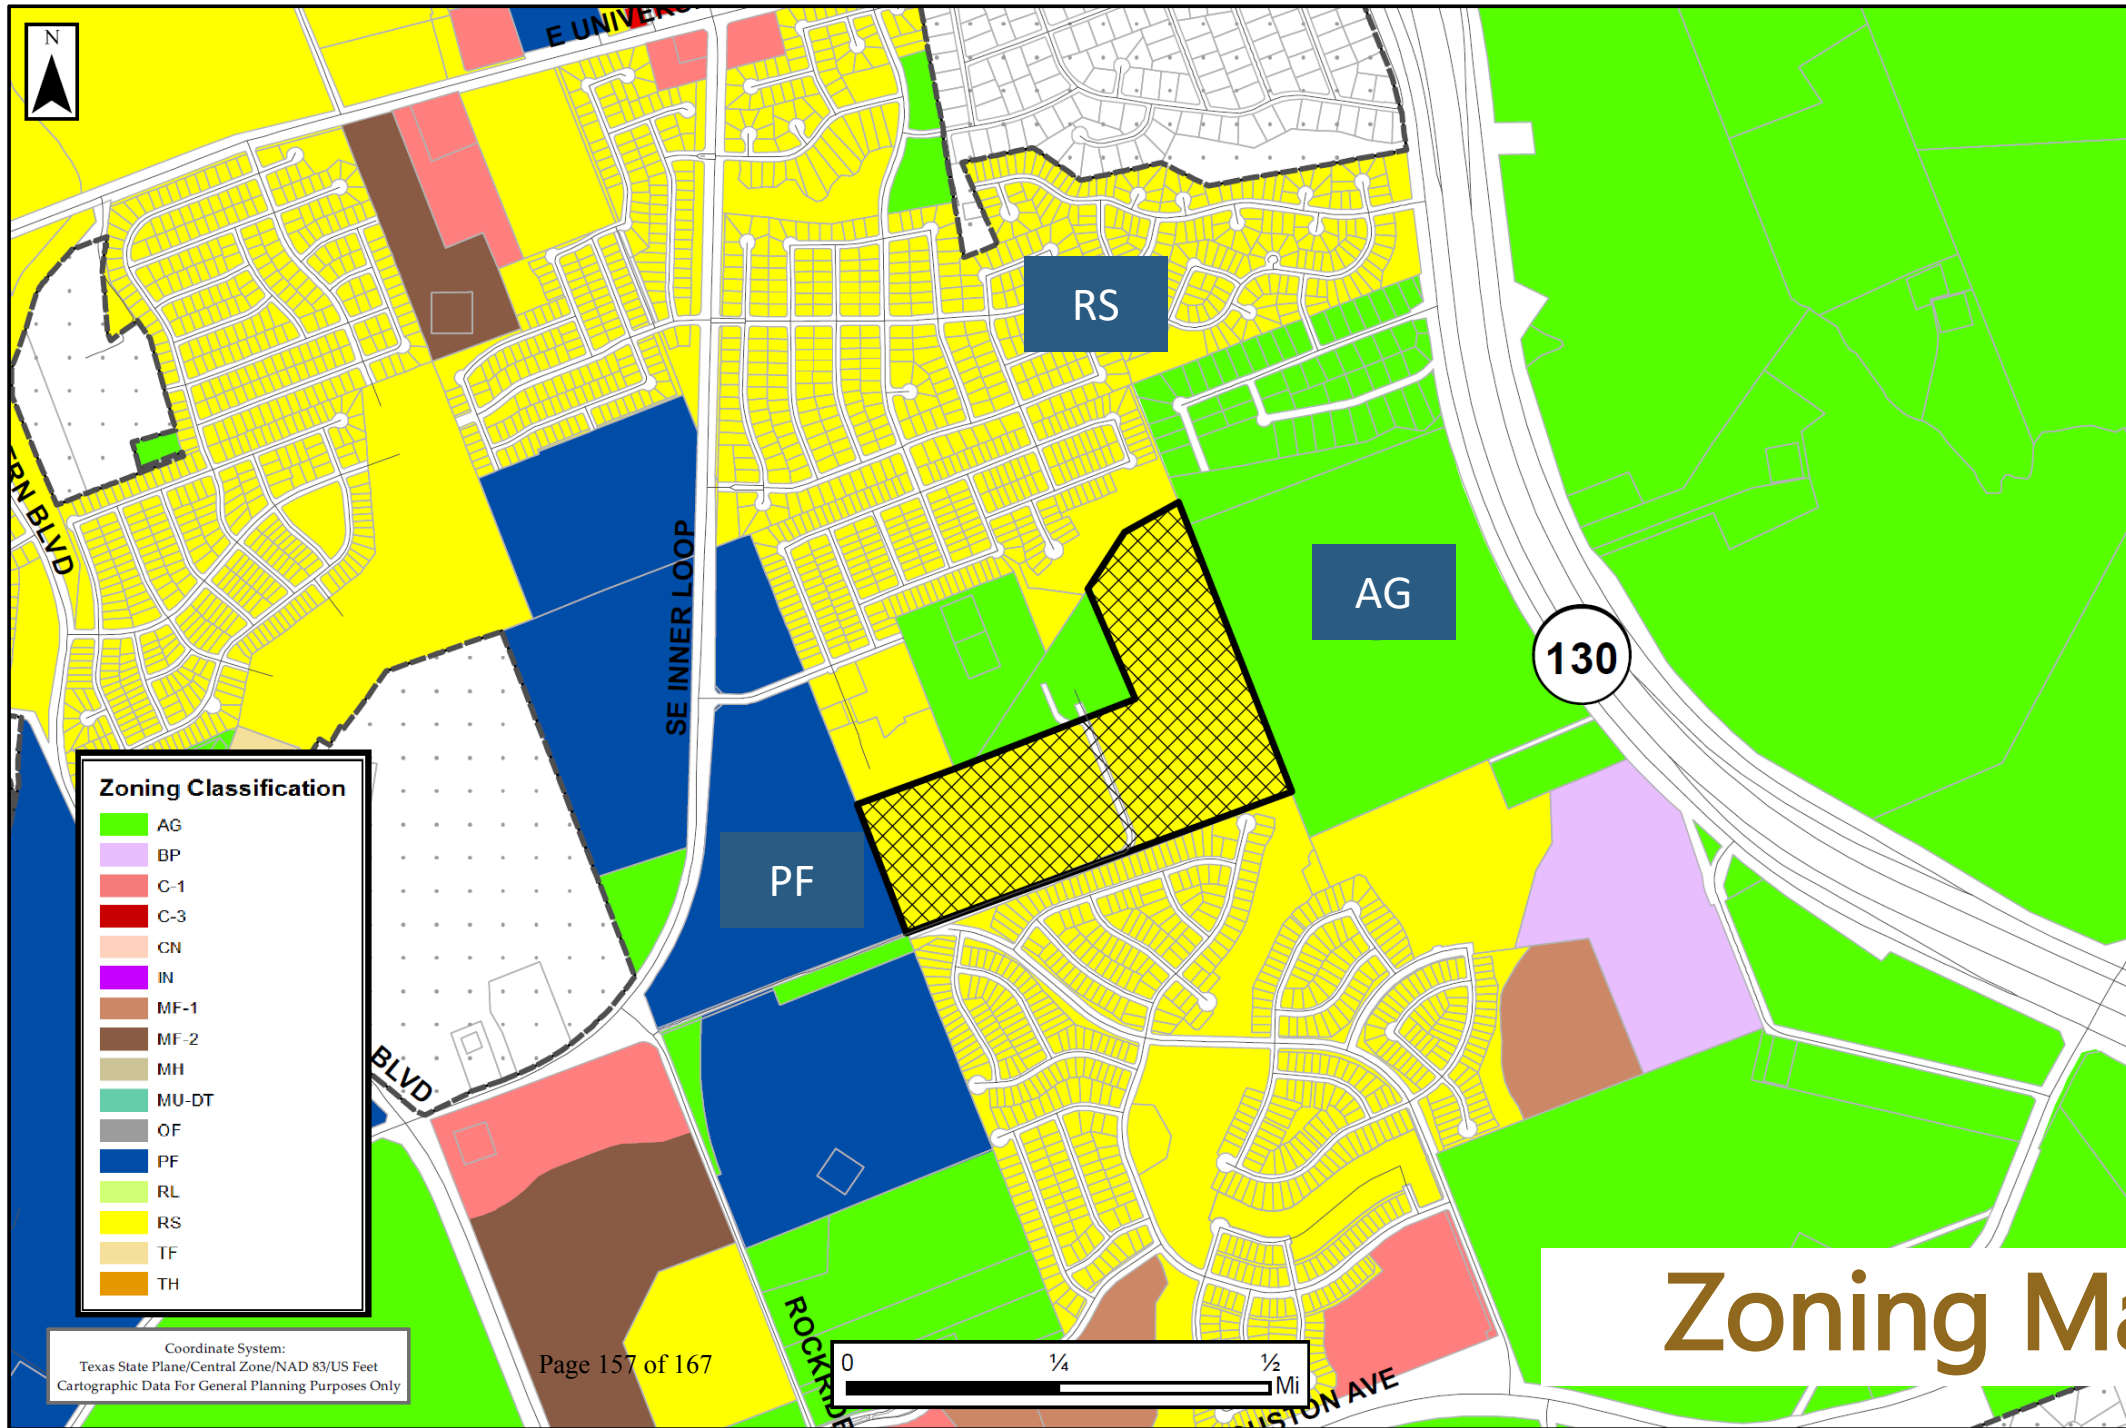 N
E UNIVERS
RS
RN BLVD
SE INNER LOOP
AG
130
PF
Zoning Classification
AG
BP
C-1
C-3
CN
IN
MF-1
MF-2
MH
MU-DT
OF
PF
RL
RS
TF
TH
BLVD
Zoning Ma
ROCKRIDE
Coordinate System:
Texas State Plane/Central Zone/NAD 83/US Feet
Cartographic Data For General Planning Purposes Only
Page 157 of 167
0 ¼ ½
Mi
USTON AVE